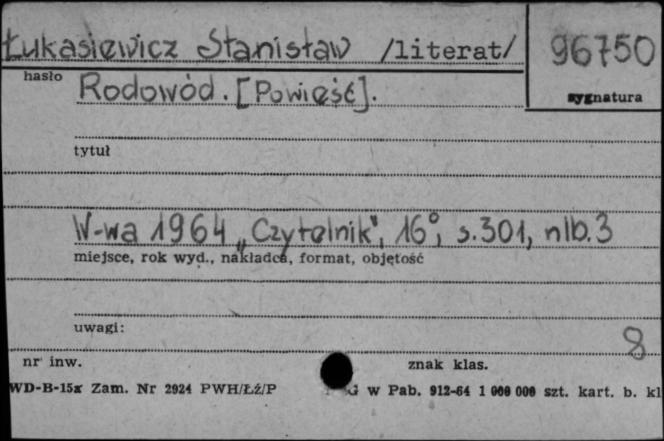 Łukasiewicz Stanisław /literat/ 96750
hasło
sygnatura
Rodowód. [Powieść].
tytuł
W-wa 1964 „Czytelnik", 16°, s.301, nlb.3
miejsce, rok wyd., nakładca, format, objętość
uwagi:
8
nr inw. znak klas.
WD-B-15x Zam. Nr 2924 PWH/ŁŻ/P G w Pab. 912-64 1 000 000 szt. kart. b. kl